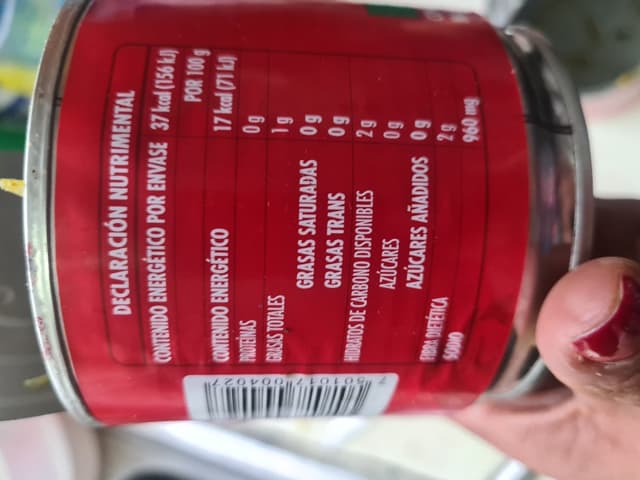 DECLARACIÓN NUTRIMENTAL
CONTENIDO ENERGÉTICO POR ENVASE 37 kcal (156 kJ)
POR 100 g
CONTENIDO ENERGÉTICO 17 kcal (71 kJ)
PROTEÍNAS 0 g
GRASAS TOTALES 1 g
GRASAS SATURADAS 0 g
GRASAS TRANS 0 g
HIDRATOS DE CARBONO DISPONIBLES 2 g
AZÚCARES 0 g
AZÚCARES AÑADIDOS 0 g
FIBRA DIETÉTICA 2 g
SODIO 960 mg